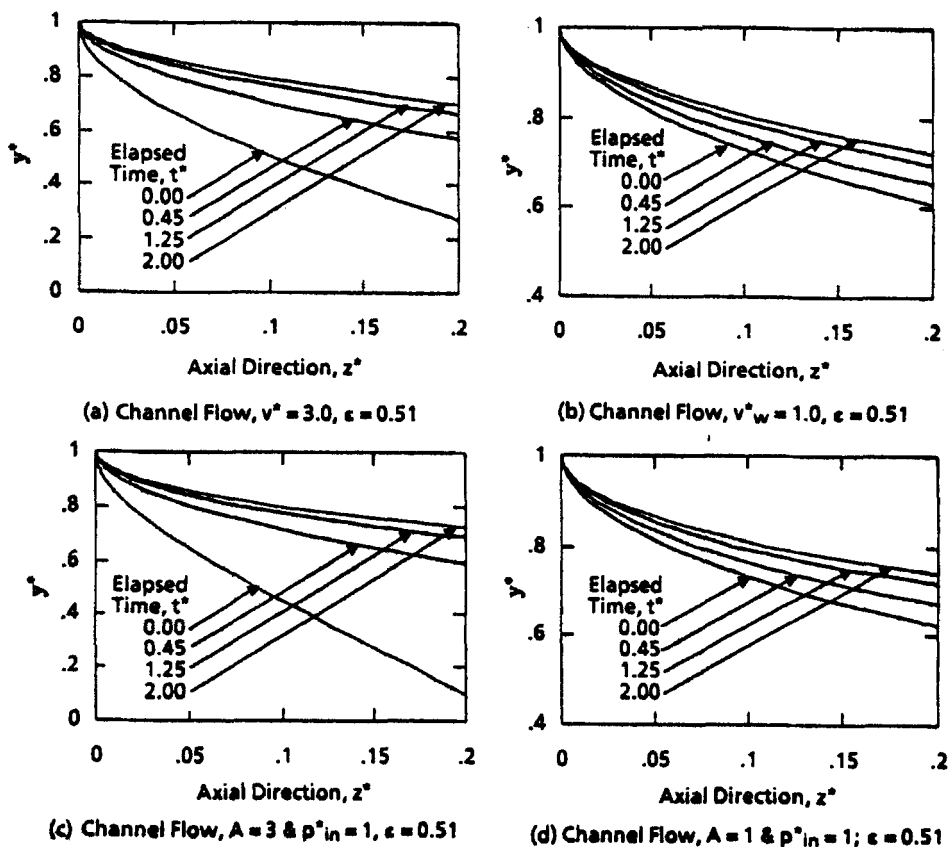 1
.8
.6
.4
.2
0
y*
Elapsed
Time, t*
0.00
0.45
1.25
2.00
0 .05 .1 .15 .2
Axial Direction, z*
(a) Channel Flow, v* = 3.0, ε = 0.51
1
.8
.6
.4
y*
Elapsed
Time, t*
0.00
0.45
1.25
2.00
0 .05 .1 .15 .2
Axial Direction, z*
(b) Channel Flow, v*w = 1.0, ε = 0.51
1
.8
.6
.4
.2
0
y*
Elapsed
Time, t*
0.00
0.45
1.25
2.00
0 .05 .1 .15 .2
Axial Direction, z*
(c) Channel Flow, A = 3 & p*in = 1, ε = 0.51
1
.8
.6
.4
y*
Elapsed
Time, t*
0.00
0.45
1.25
2.00
0 .05 .1 .15 .2
Axial Direction, z*
(d) Channel Flow, A = 1 & p*in = 1; ε = 0.51